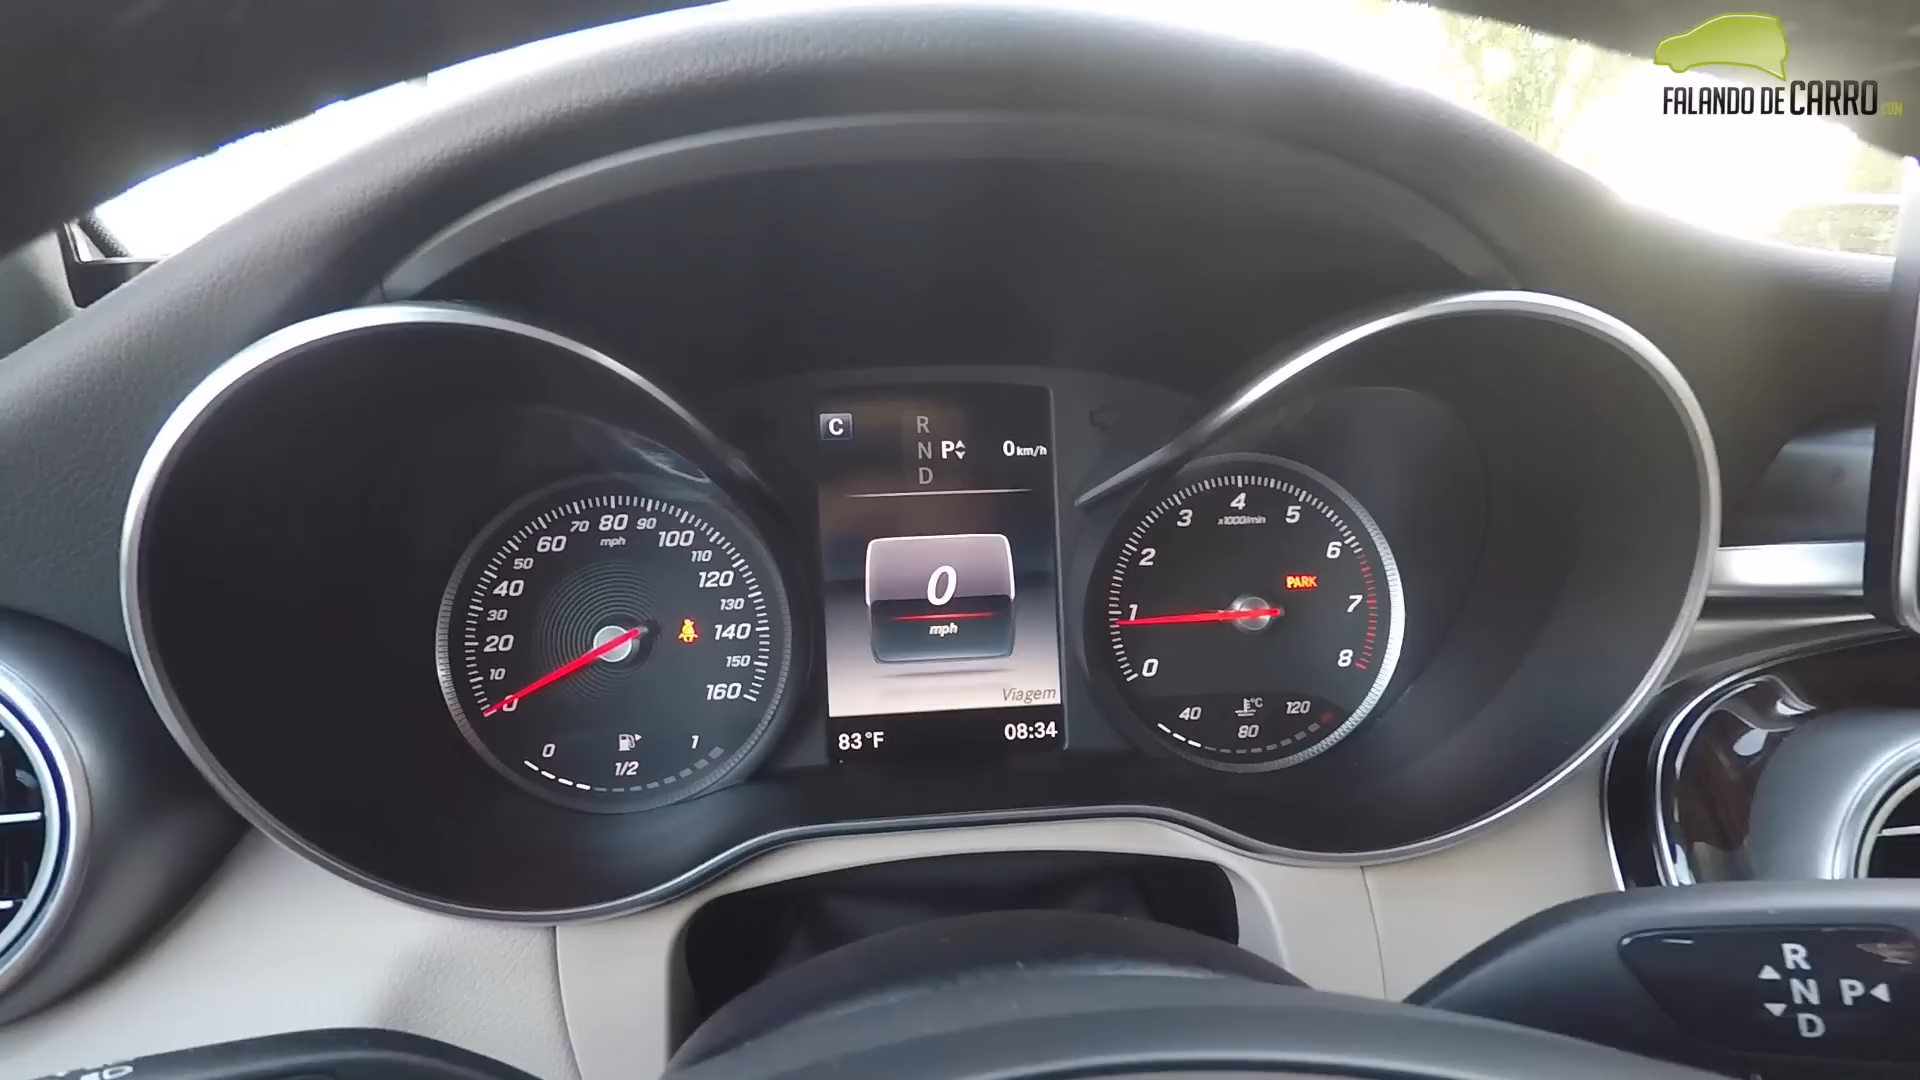 FALANDO DE CARRO.COM
C
R
N P 0 km/h
D
0
mph
Viagem
83°F 08:34
0 10 20 30 40 50 60 70 80 90 100 110 120 130 140 150 160
mph
0 1/2 1
0 1 2 3 4 5 6 7 8
x1000/min
PARK
40 80 120
°C
R
N P
D